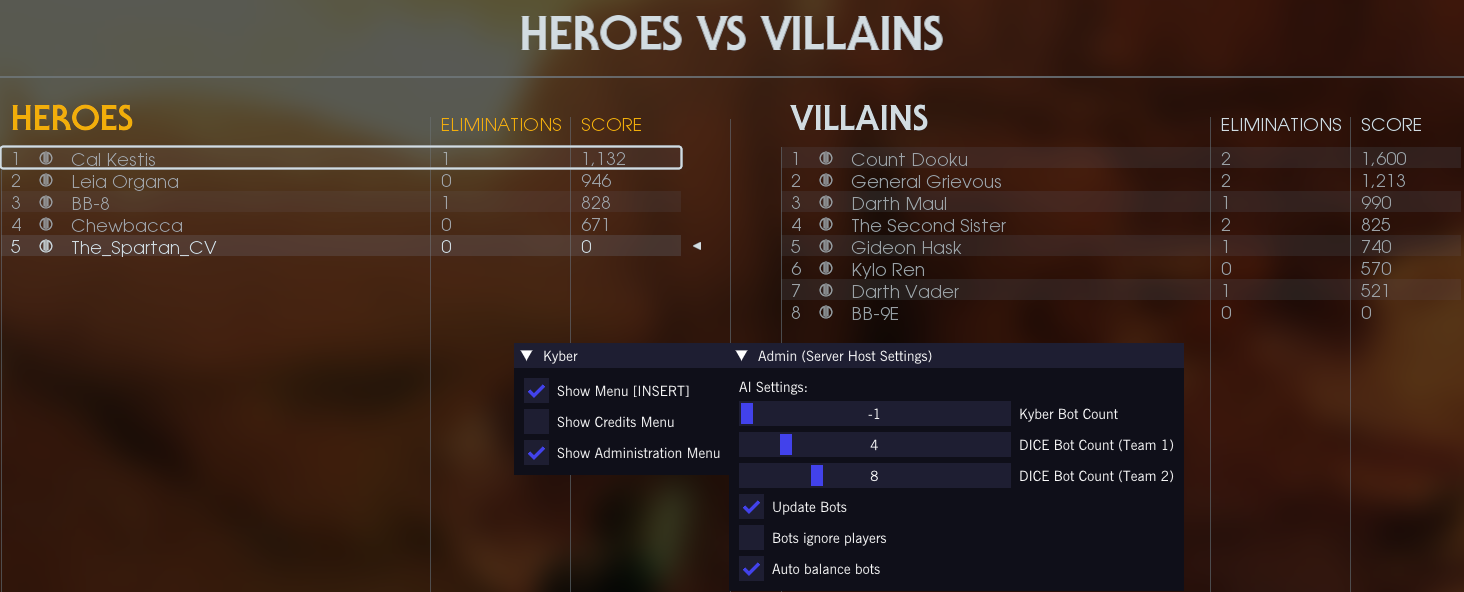 HEROES VS VILLAINS
HEROES ELIMINATIONS SCORE
1 Cal Kestis 1 1,132
2 Leia Organa 0 946
3 BB-8 1 828
4 Chewbacca 0 671
5 The_Spartan_CV 0 0
VILLAINS ELIMINATIONS SCORE
1 Count Dooku 2 1,600
2 General Grievous 2 1,213
3 Darth Maul 1 990
4 The Second Sister 2 825
5 Gideon Hask 1 740
6 Kylo Ren 0 570
7 Darth Vader 1 521
8 BB-9E 0 0
Kyber
Show Menu [INSERT]
Show Credits Menu
Show Administration Menu
Admin (Server Host Settings)
AI Settings:
-1 Kyber Bot Count
4 DICE Bot Count (Team 1)
8 DICE Bot Count (Team 2)
Update Bots
Bots ignore players
Auto balance bots